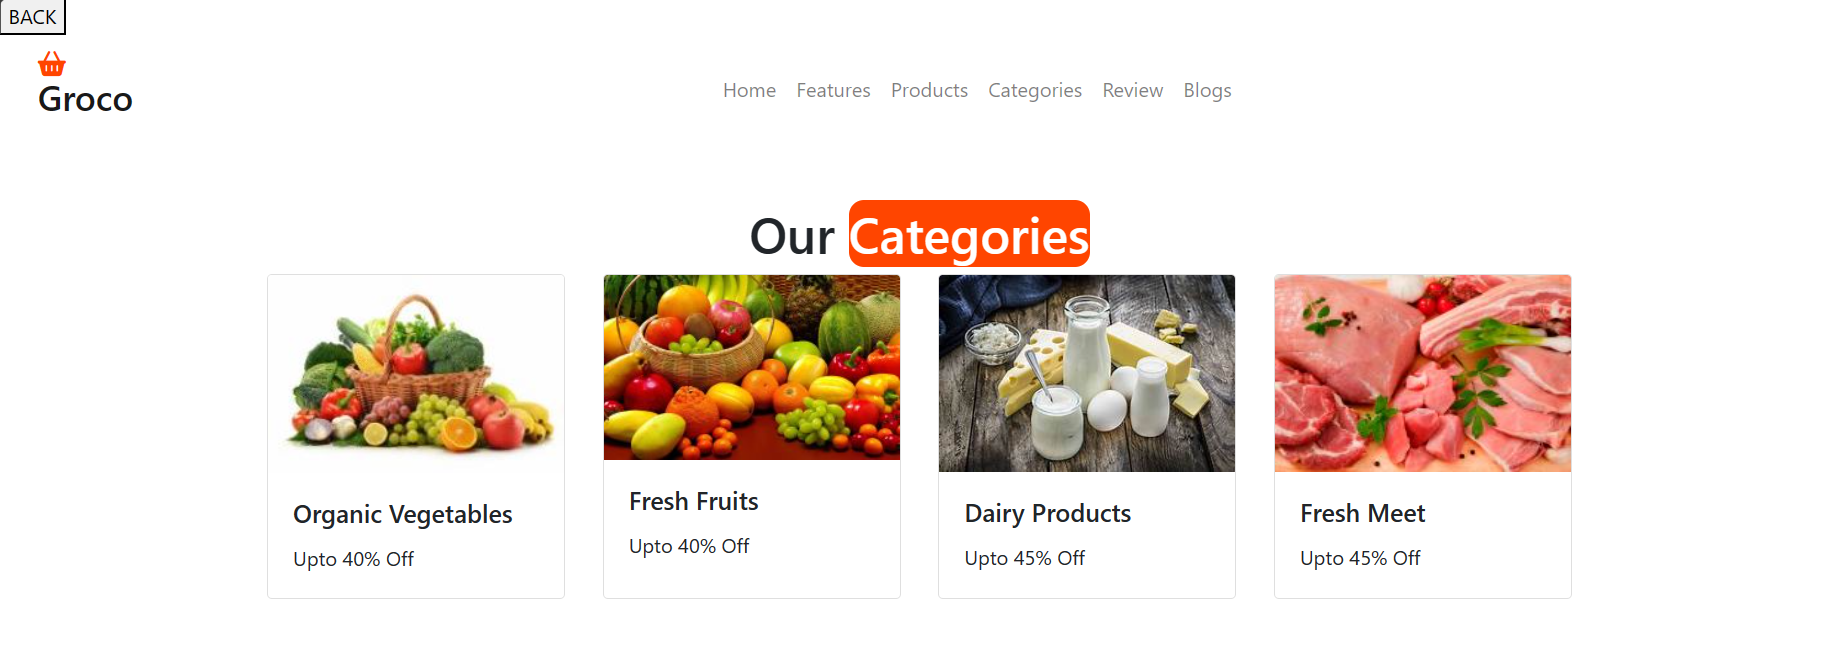 BACK
Groco
Home Features Products Categories Review Blogs
Our Categories
Organic Vegetables
Upto 40% Off
Fresh Fruits
Upto 40% Off
Dairy Products
Upto 45% Off
Fresh Meet
Upto 45% Off